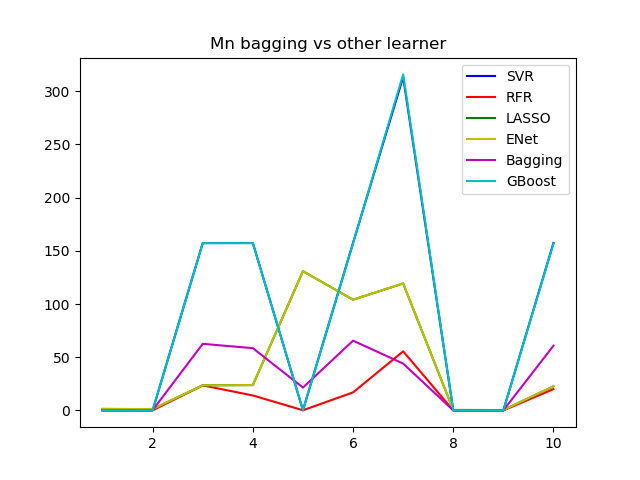 Mn bagging vs other learner
SVR
RFR
LASSO
ENet
Bagging
GBoost
300
250
200
150
100
50
0
2 4 6 8 10